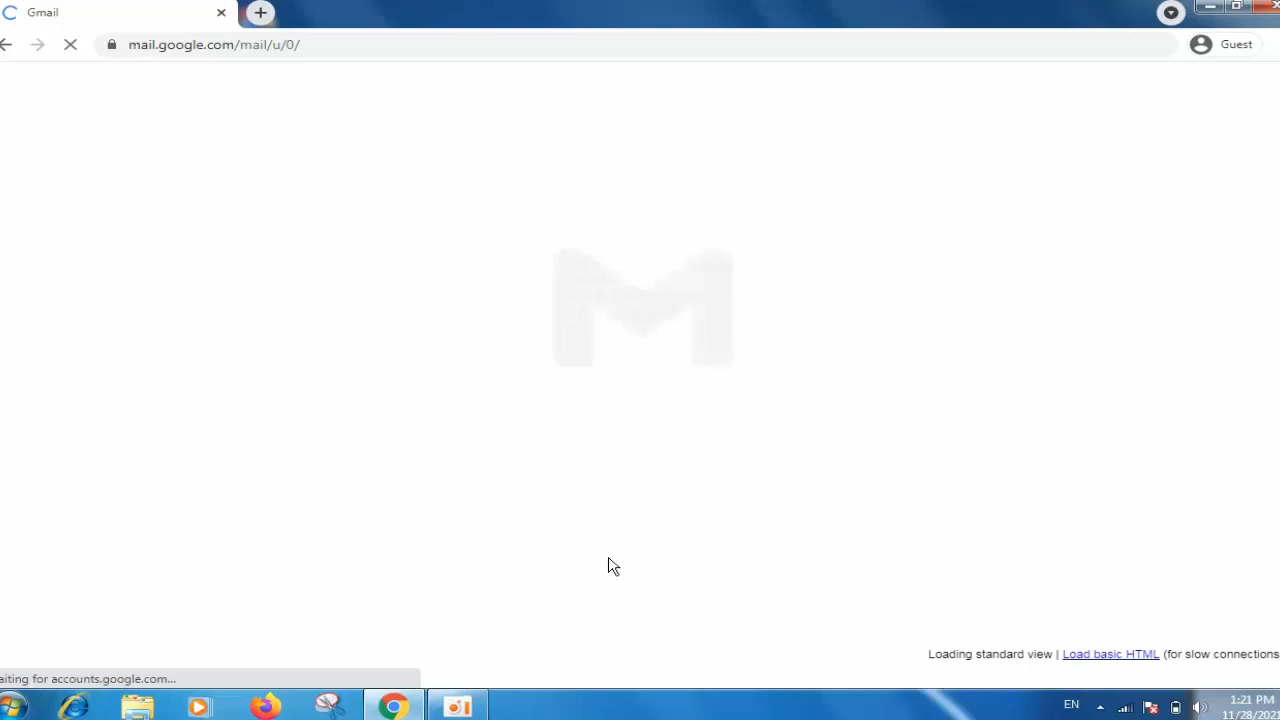 Gmail
mail.google.com/mail/u/0/
Guest
Loading standard view | Load basic HTML (for slow connections
aiting for accounts.google.com...
EN
1:21 PM
11/28/202